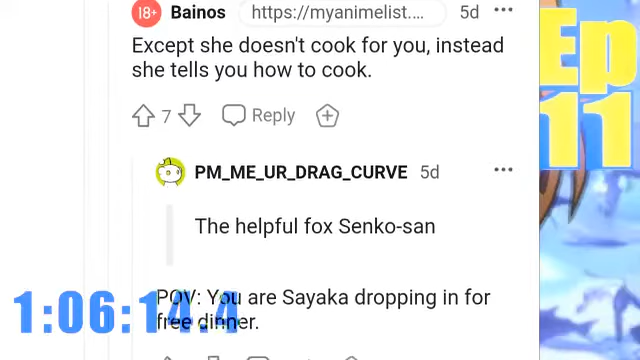 18+ Bainos https://myanimelist.... 5d ...
Except she doesn't cook for you, instead
she tells you how to cook.
7 Reply
PM_ME_UR_DRAG_CURVE 5d ...
The helpful fox Senko-san
POV: You are Sayaka dropping in for
free dinner.
1:06:14.4
Ep
11